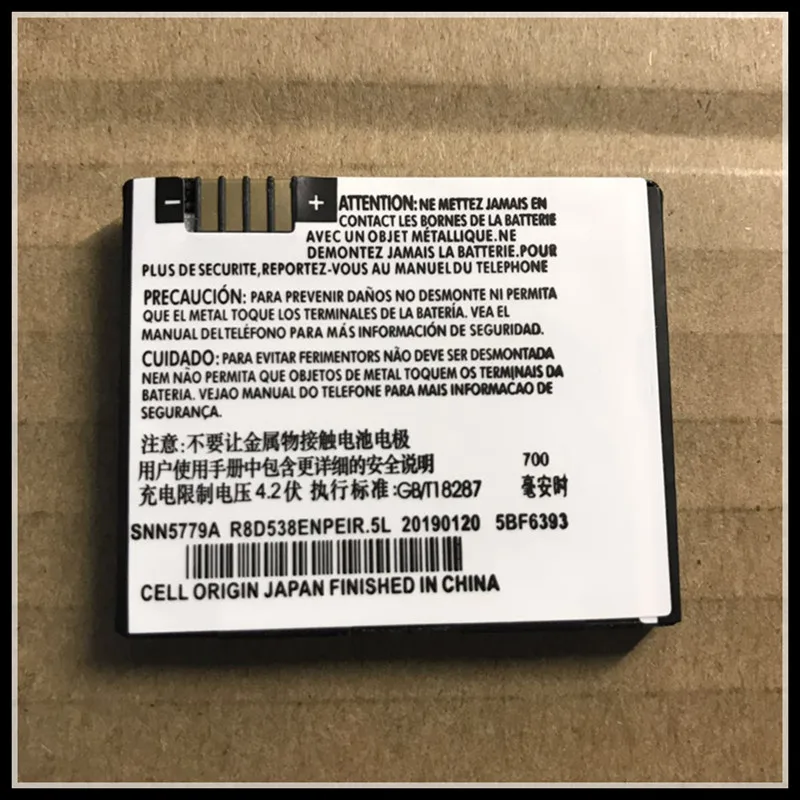 − +
ATTENTION: NE METTEZ JAMAIS EN
CONTACT LES BORNES DE LA BATTERIE
AVEC UN OBJET MÉTALLIQUE.NE
DEMONTEZ JAMAIS LA BATTERIE.POUR
PLUS DE SECURITE,REPORTEZ-VOUS AU MANUEL DU TELEPHONE
PRECAUCIÓN: PARA PREVENIR DAÑOS NO DESMONTE NI PERMITA
QUE EL METAL TOQUE LOS TERMINALES DE LA BATERÍA. VEA EL
MANUAL DELTELÉFONO PARA MÁS INFORMACIÓN DE SEGURIDAD.
CUIDADO: PARA EVITAR FERIMENTORS NÃO DEVE SER DESMONTADA
NEM NÃO PERMITA QUE OBJETOS DE METAL TOQUEM OS TERMINAIS DA
BATERIA. VEJAO MANUAL DO TELEFONE PARA MAIS INFORMACAO DE
SEGURANÇA.
注意:不要让金属物接触电池电极
用户使用手册中包含更详细的安全说明 700
充电限制电压4.2伏 执行标准:GB/T18287 毫安时
SNN5779A R8D538ENPEIR.5L 20190120 5BF6393
CELL ORIGIN JAPAN FINISHED IN CHINA